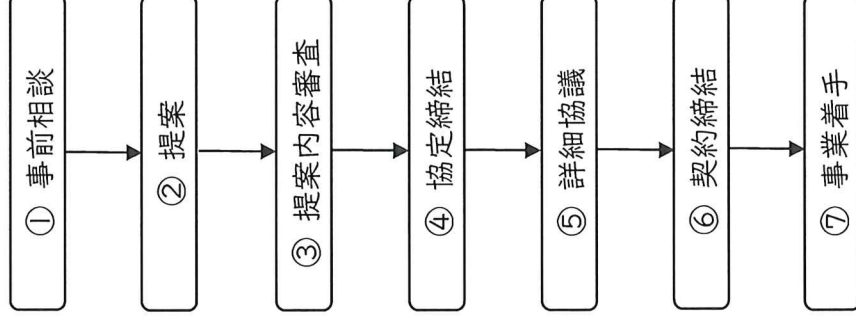 ① 事前相談
② 提案
③ 提案内容審査
④ 協定締結
⑤ 詳細協議
⑥ 契約締結
⑦ 事業着手